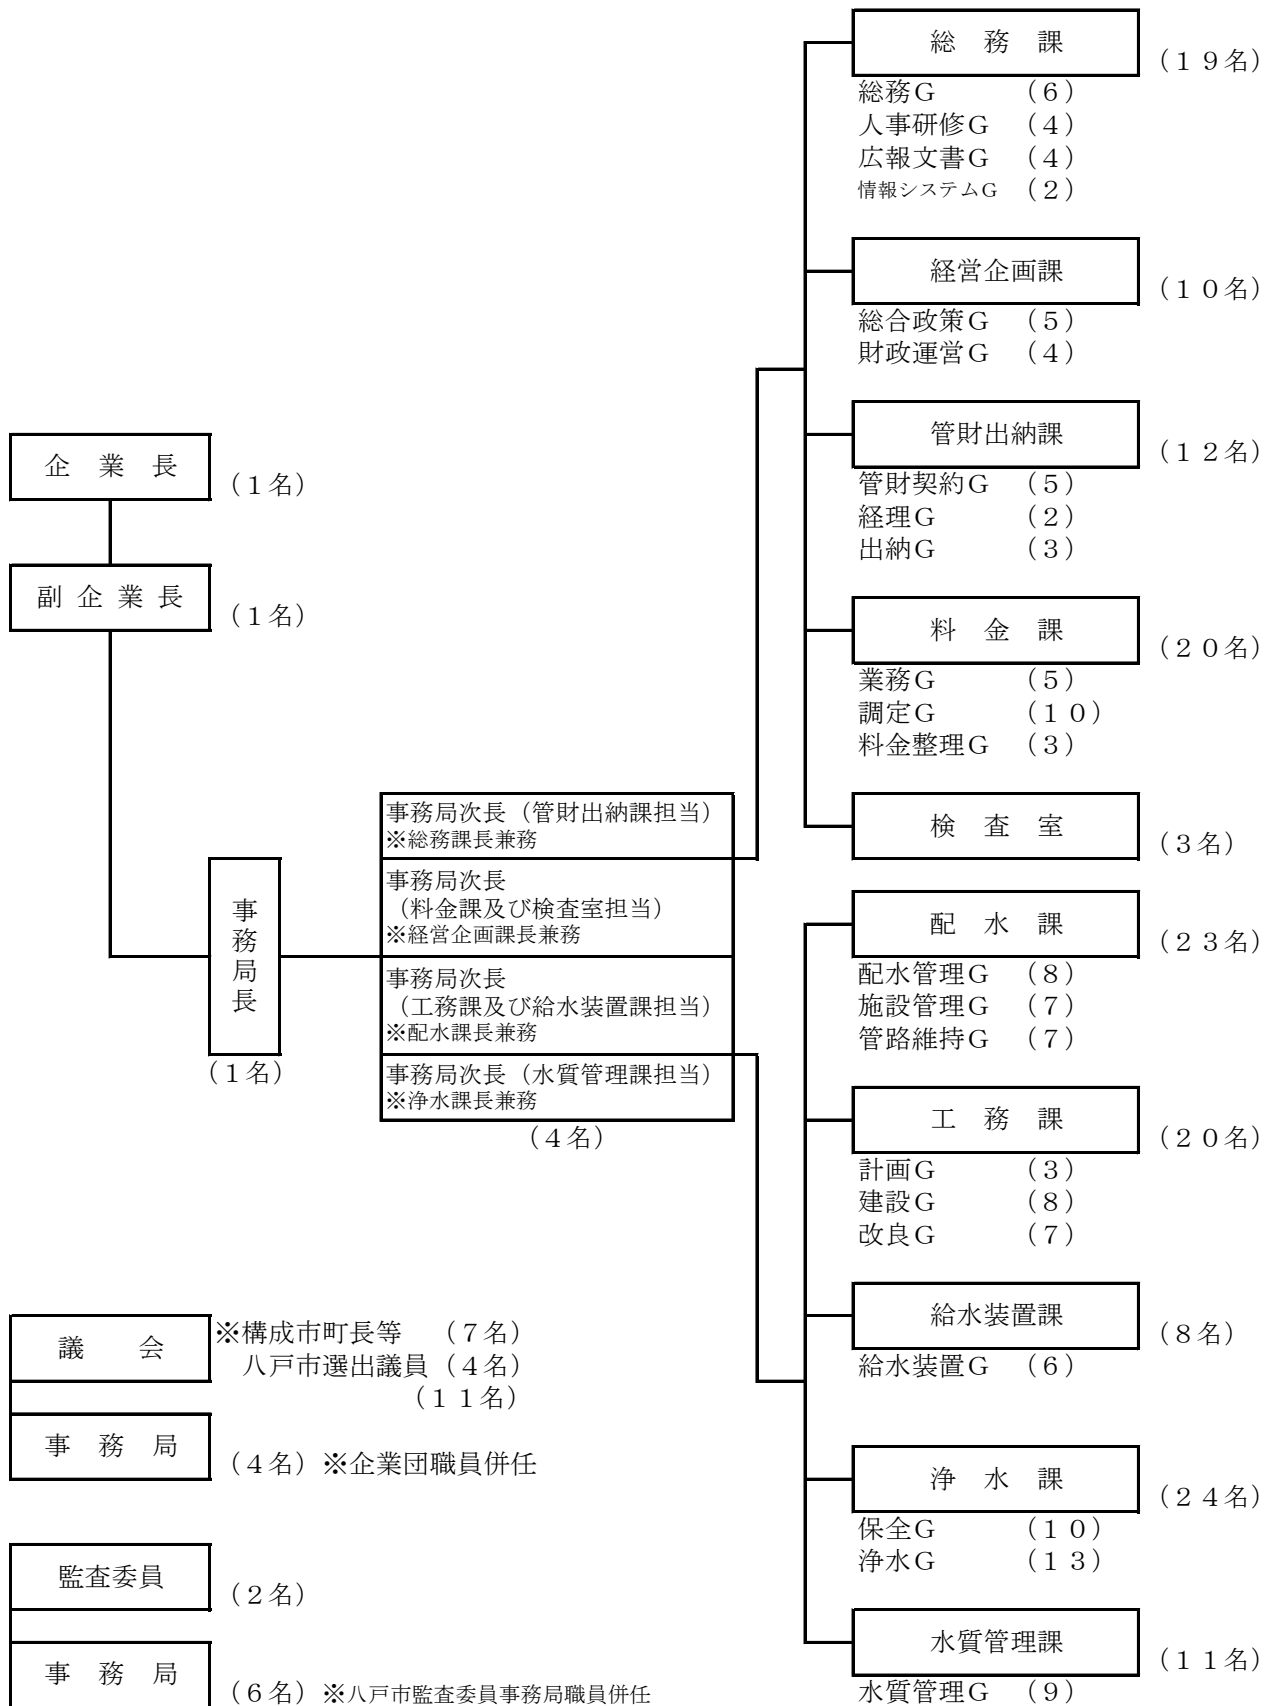 企　業　長
（１名）
副 企 業 長
（１名）
事務局長
（１名）
事務局次長（管財出納課担当）
※総務課長兼務
事務局次長
（料金課及び検査室担当）
※経営企画課長兼務
事務局次長
（工務課及び給水装置課担当）
※配水課長兼務
事務局次長（水質管理課担当）
※浄水課長兼務
（４名）
総　務　課
（１９名）
総務Ｇ　（６）
人事研修Ｇ　（４）
広報文書Ｇ　（４）
情報システムＧ　（２）
経営企画課
（１０名）
総合政策Ｇ　（５）
財政運営Ｇ　（４）
管財出納課
（１２名）
管財契約Ｇ　（５）
経理Ｇ　（２）
出納Ｇ　（３）
料　金　課
（２０名）
業務Ｇ　（５）
調定Ｇ　（１０）
料金整理Ｇ　（３）
検　査　室
（３名）
配　水　課
（２３名）
配水管理Ｇ　（８）
施設管理Ｇ　（７）
管路維持Ｇ　（７）
工　務　課
（２０名）
計画Ｇ　（３）
建設Ｇ　（８）
改良Ｇ　（７）
給水装置課
（８名）
給水装置Ｇ　（６）
浄　水　課
（２４名）
保全Ｇ　（１０）
浄水Ｇ　（１３）
水質管理課
（１１名）
水質管理Ｇ　（９）
議　　会
※構成市町長等　（７名）
八戸市選出議員（４名）
（１１名）
事　務　局
（４名）※企業団職員併任
監査委員
（２名）
事　務　局
（６名）※八戸市監査委員事務局職員併任